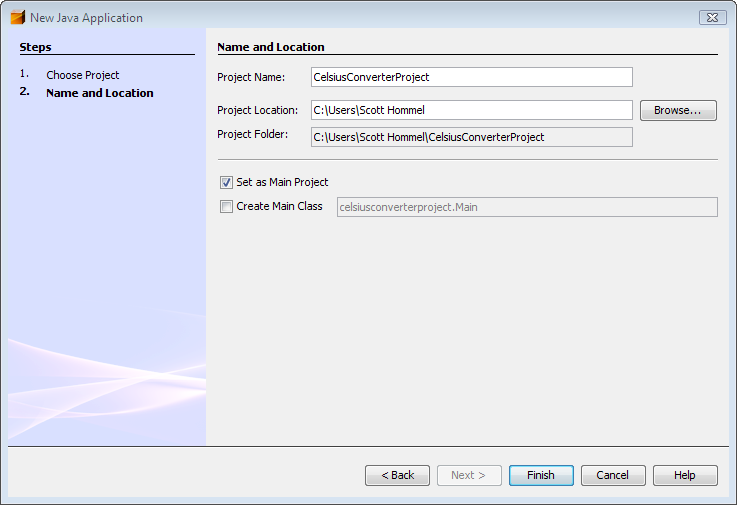 New Java Application
Steps
1. Choose Project
2. Name and Location
Name and Location
Project Name: CelsiusConverterProject
Project Location: C:\Users\Scott Hommel Browse...
Project Folder: C:\Users\Scott Hommel\CelsiusConverterProject
Set as Main Project
Create Main Class celsiusconverterproject.Main
< Back Next > Finish Cancel Help